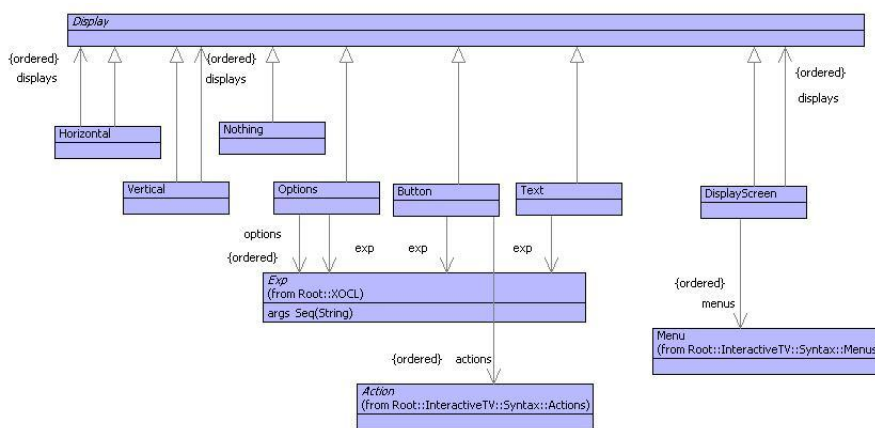 Display
{ordered}
displays
{ordered}
displays
{ordered}
displays
Horizontal
Nothing
Vertical
Options
Button
Text
DisplayScreen
options
{ordered}
exp
exp
exp
Exp
(from Root::XOCL)
args Seq(String)
{ordered}
menus
Menu
(from Root::InteractiveTV::Syntax::Menus
{ordered} actions
Action
(from Root::InteractiveTV::Syntax::Actions)